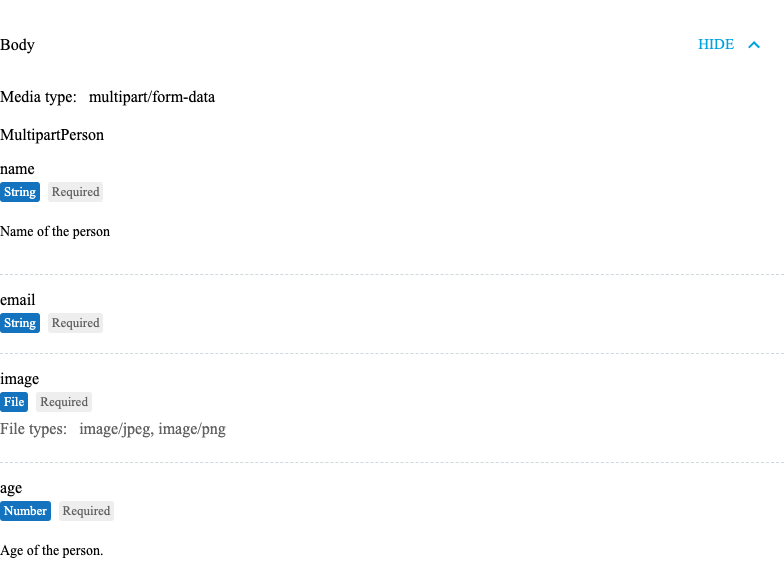 Body HIDE
Media type: multipart/form-data
MultipartPerson
name
String Required
Name of the person
email
String Required
image
File Required
File types: image/jpeg, image/png
age
Number Required
Age of the person.